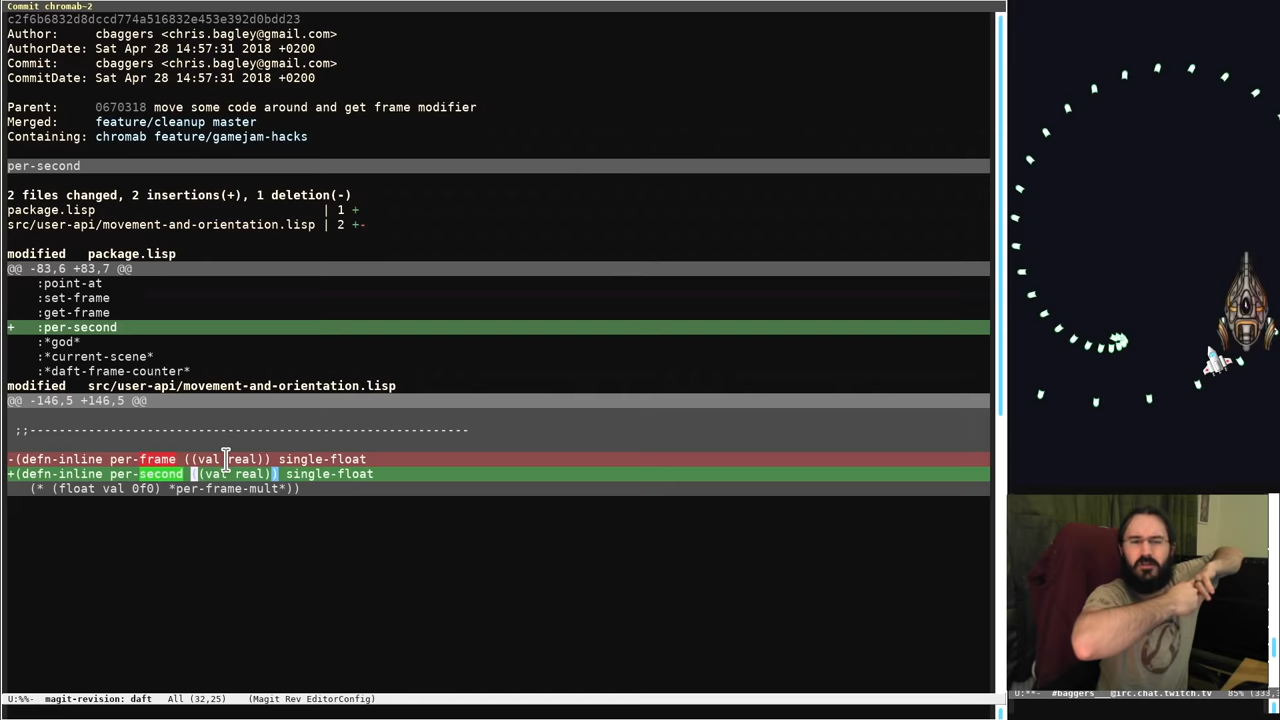 Commit chromab~2
c2f6b6832d8dccd774a516832e453e392d0bdd23
Author:     cbaggers <chris.bagley@gmail.com>
AuthorDate: Sat Apr 28 14:57:31 2018 +0200
Commit:     cbaggers <chris.bagley@gmail.com>
CommitDate: Sat Apr 28 14:57:31 2018 +0200
Parent:     0670318 move some code around and get frame modifier
Merged:     feature/cleanup master
Containing: chromab feature/gamejam-hacks
per-second
2 files changed, 2 insertions(+), 1 deletion(-)
package.lisp                               | 1 +
src/user-api/movement-and-orientation.lisp | 2 +-
modified   package.lisp
@@ -83,6 +83,7 @@
    :point-at
    :set-frame
    :get-frame
+   :per-second
    :*god*
    :*current-scene*
    :*daft-frame-counter*
modified   src/user-api/movement-and-orientation.lisp
@@ -146,5 +146,5 @@
 ;;------------------------------------------------------------
-(defn-inline per-frame ((val real)) single-float
+(defn-inline per-second ((val real)) single-float
   (* (float val 0f0) *per-frame-mult*))
U:%%-  magit-revision: daft   All (32,25)   (Magit Rev EditorConfig)
U:**-  #baggers___@irc.chat.twitch.tv   85% (333,